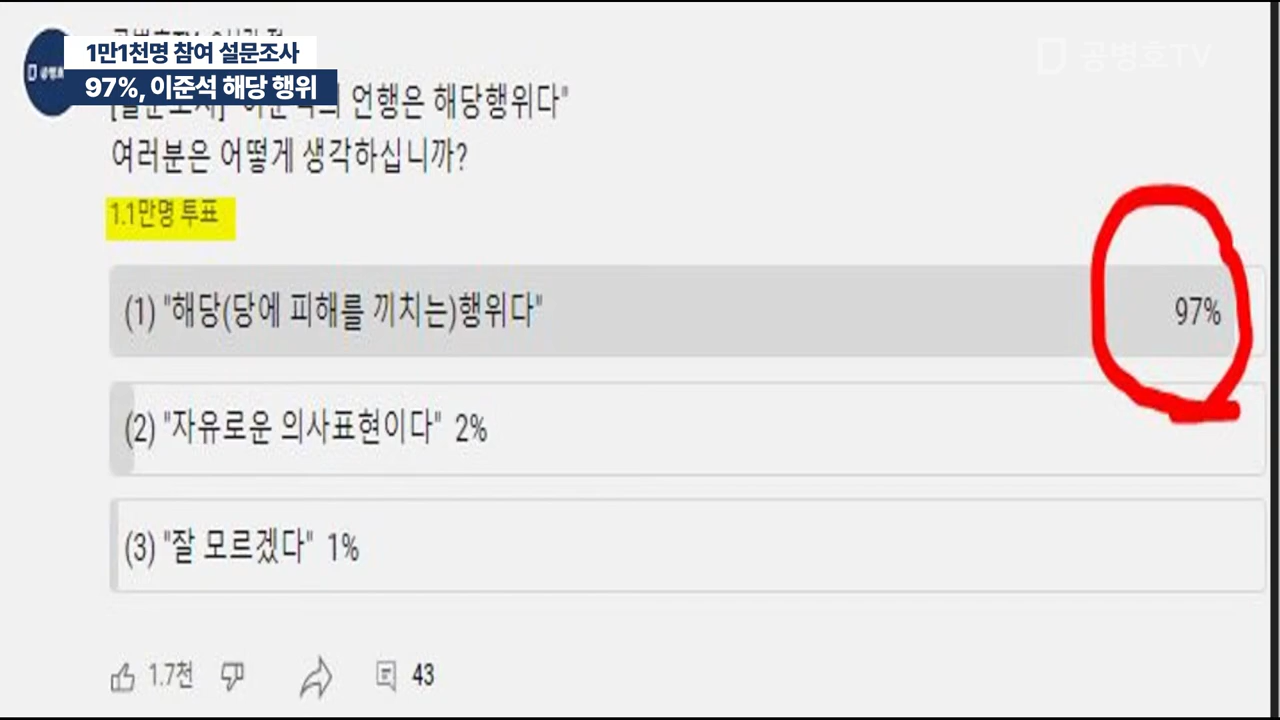 1만1천명 참여 설문조사
97%, 이준석 해당 행위
공병호TV
언행은 해당행위다"
여러분은 어떻게 생각하십니까?
1.1만명 투표
(1) "해당(당에 피해를 끼치는)행위다" 97%
(2) "자유로운 의사표현이다" 2%
(3) "잘 모르겠다" 1%
1.7천 43